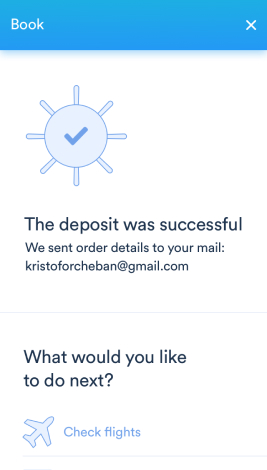 Book
The deposit was successful
We sent order details to your mail:
kristoforcheban@gmail.com
What would you like
to do next?
Check flights